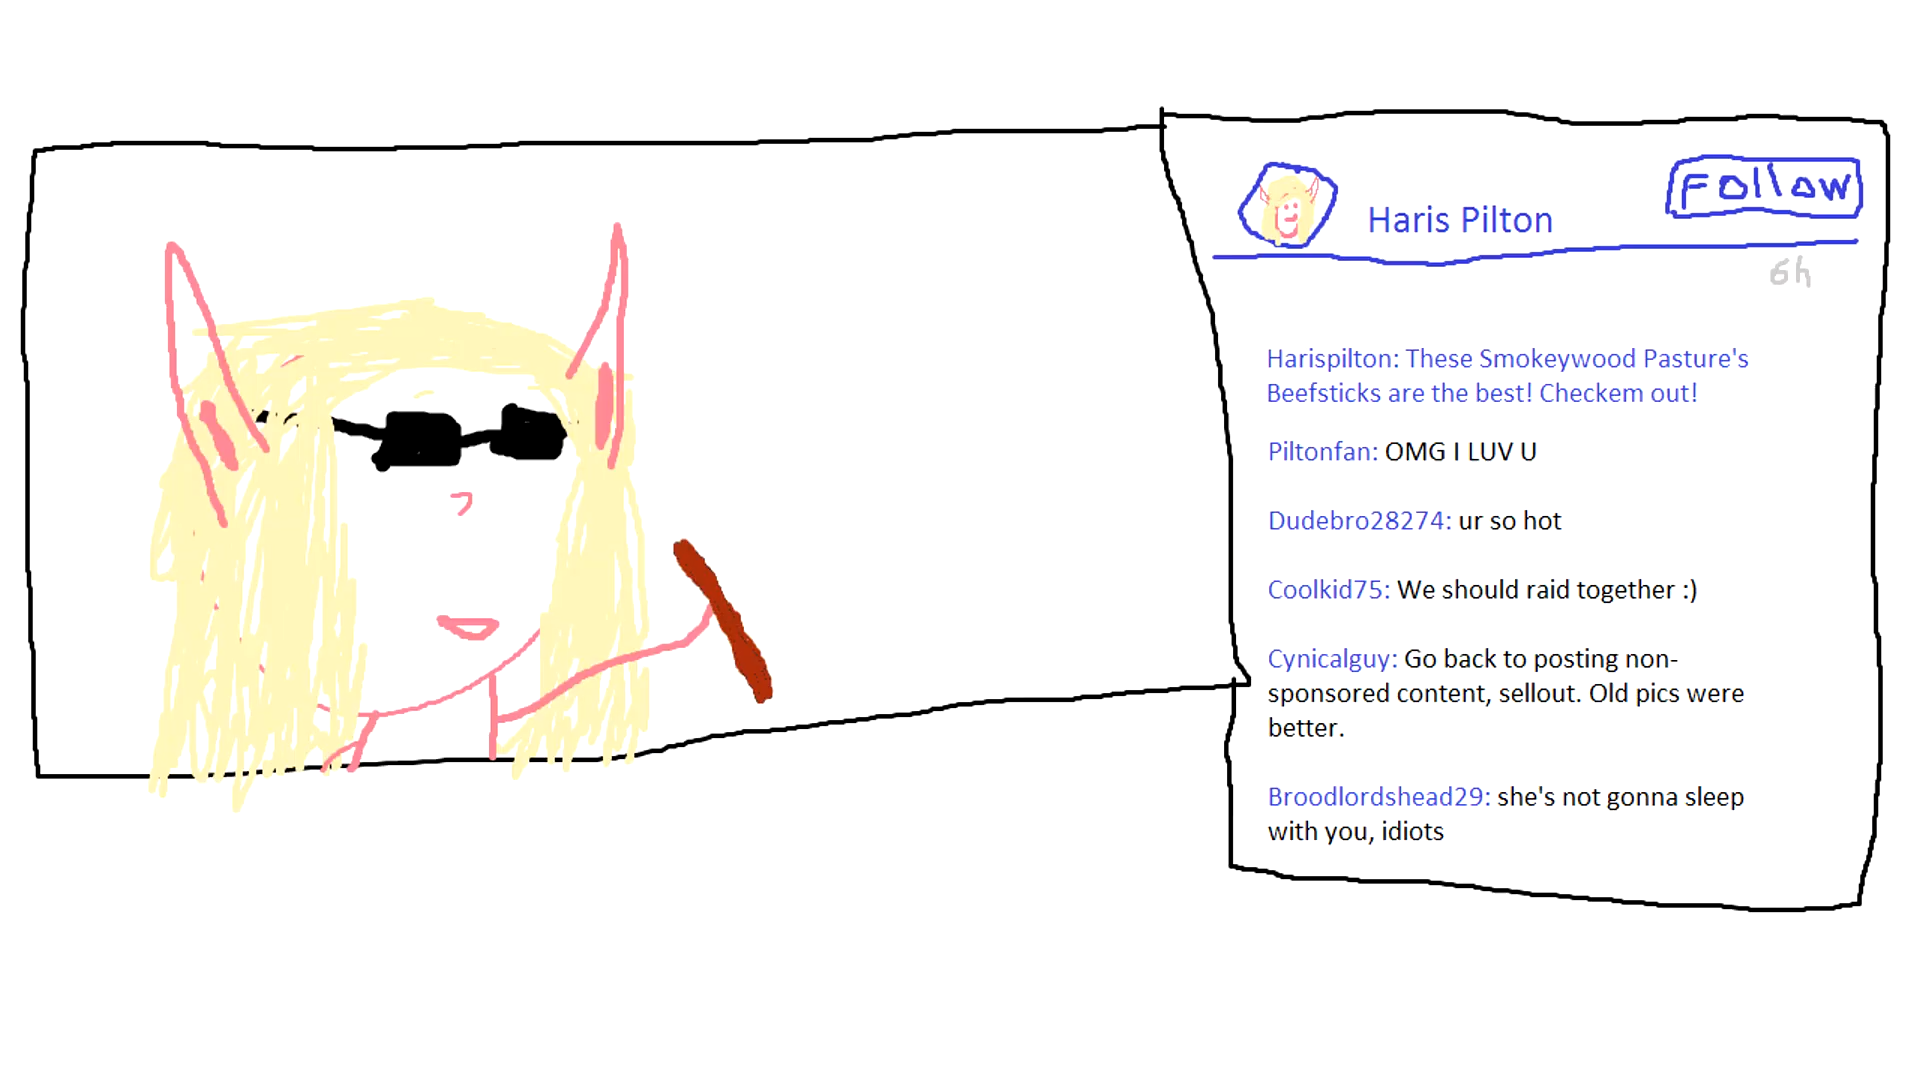 Follow
Haris Pilton
6h
Harispilton: These Smokeywood Pasture's
Beefsticks are the best! Checkem out!
Piltonfan: OMG I LUV U
Dudebro28274: ur so hot
Coolkid75: We should raid together :)
Cynicalguy: Go back to posting non-
sponsored content, sellout. Old pics were
better.
Broodlordshead29: she's not gonna sleep
with you, idiots